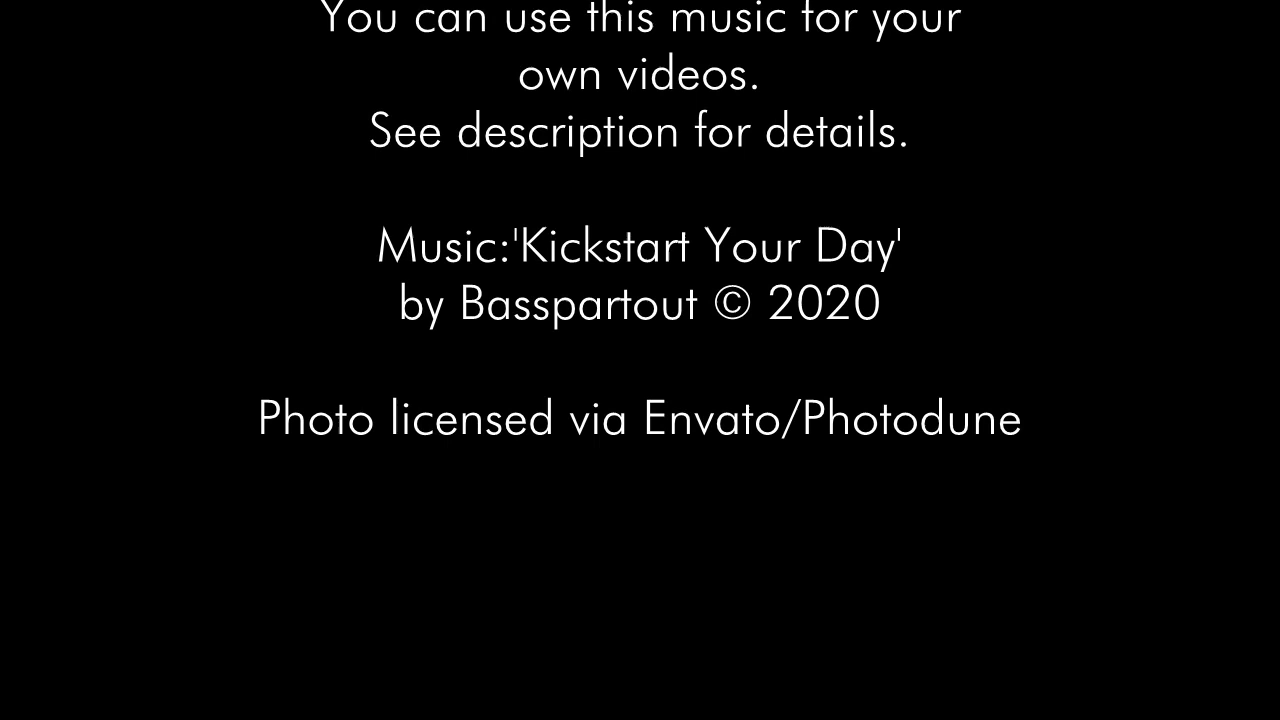 You can use this music for your
own videos.
See description for details.
Music:'Kickstart Your Day'
by Basspartout © 2020
Photo licensed via Envato/Photodune